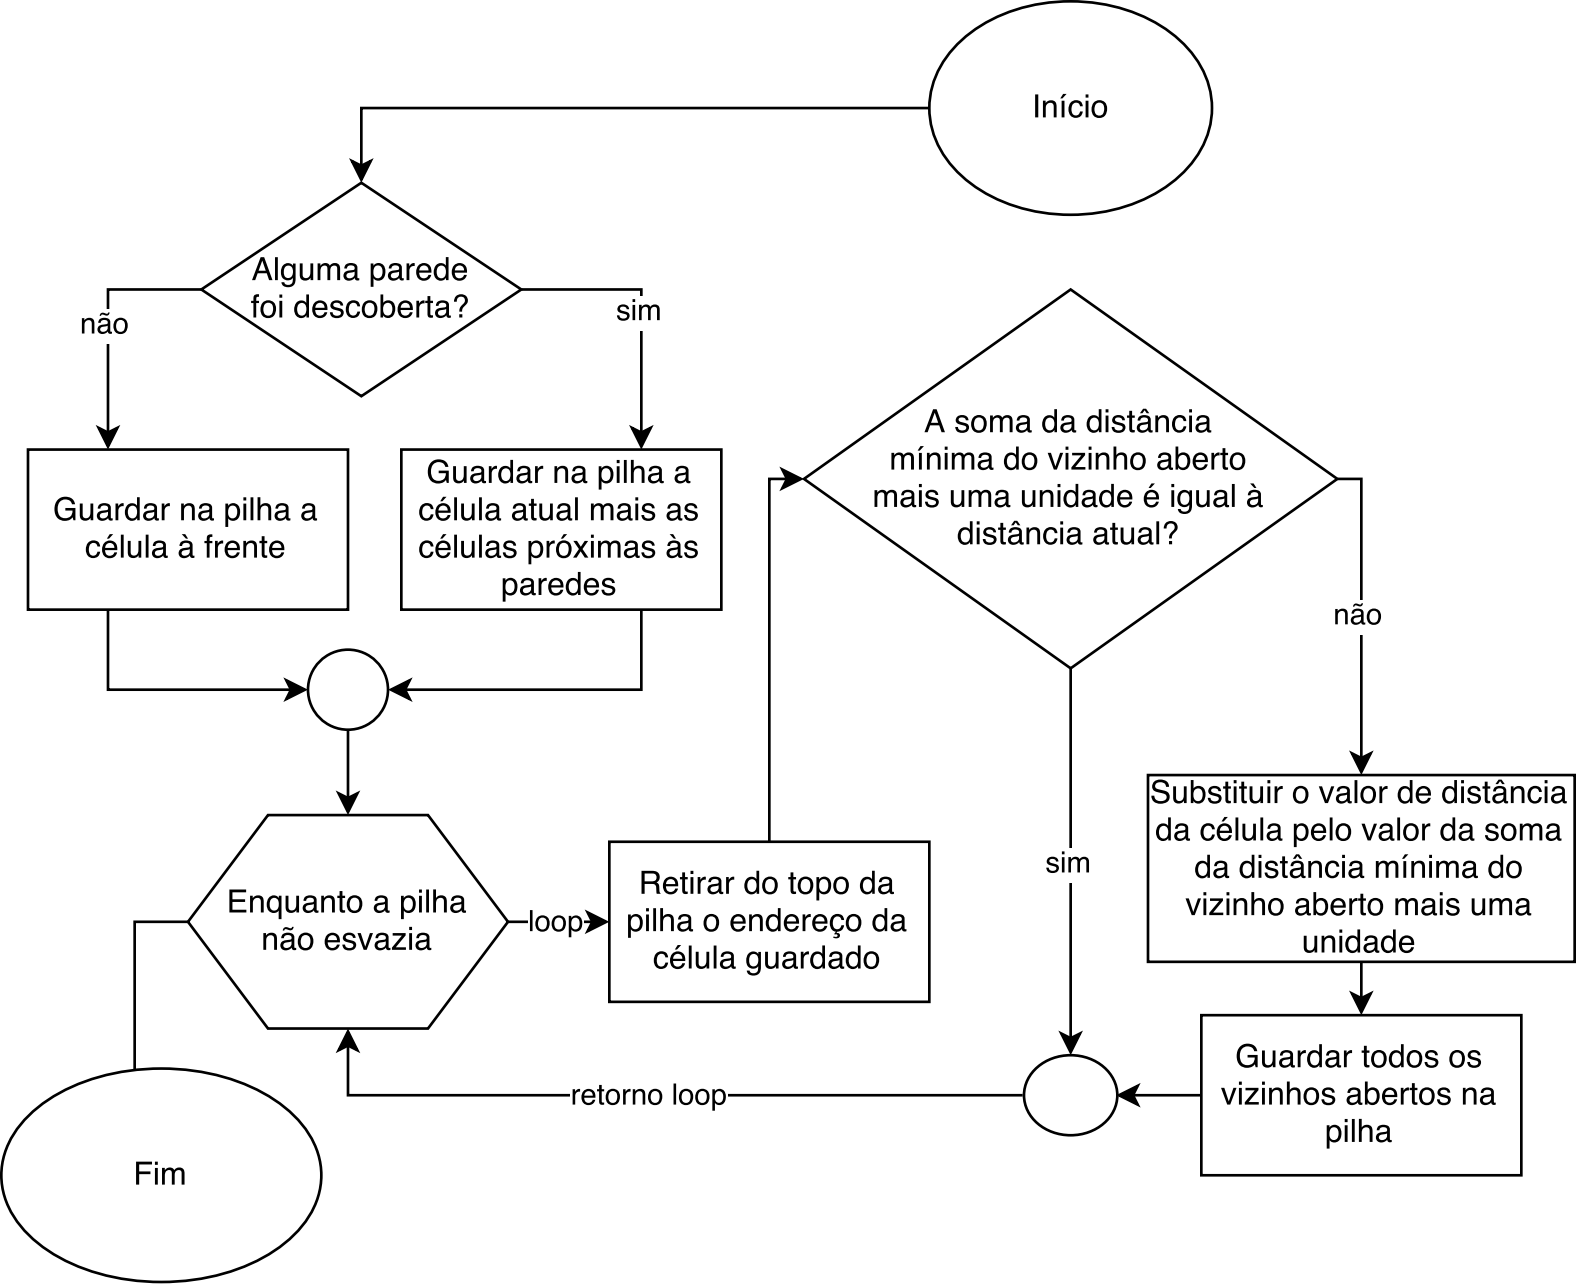 Início
Alguma parede
foi descoberta?
não
sim
Guardar na pilha a
célula à frente
Guardar na pilha a
célula atual mais as
células próximas às
paredes
A soma da distância
mínima do vizinho aberto
mais uma unidade é igual à
distância atual?
não
sim
Enquanto a pilha
não esvazia
loop
Retirar do topo da
pilha o endereço da
célula guardado
Substituir o valor de distância
da célula pelo valor da soma
da distância mínima do
vizinho aberto mais uma
unidade
Guardar todos os
vizinhos abertos na
pilha
retorno loop
Fim